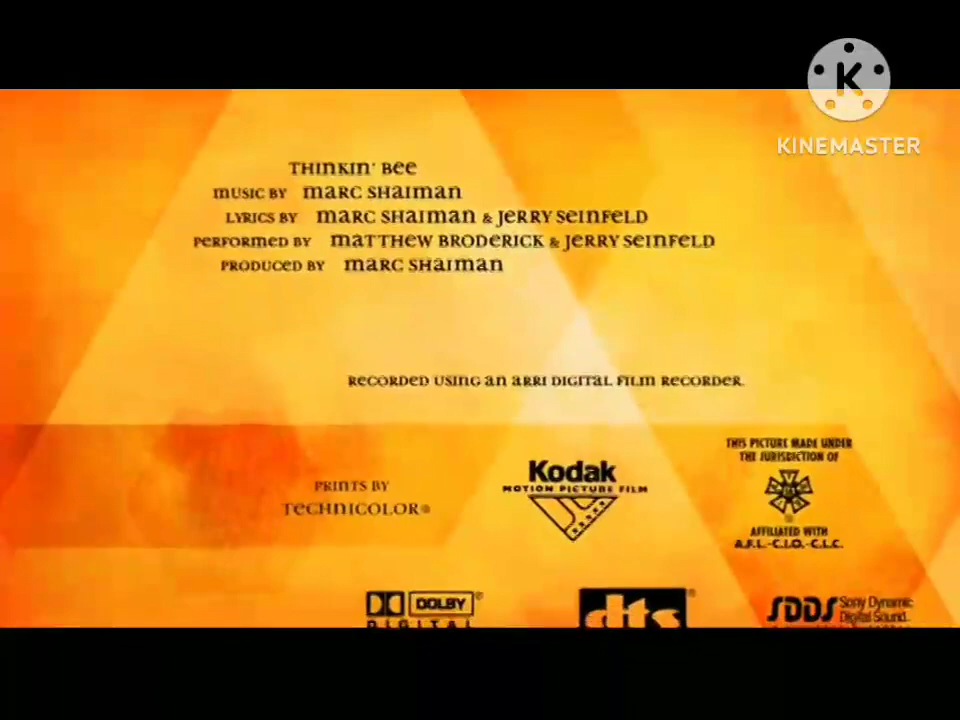 K
KINEMASTER
THINKIN' BEE
MUSIC BY MARC SHAIMAN
LYRICS BY MARC SHAIMAN & JERRY SEINFELD
PERFORMED BY MATTHEW BRODERICK & JERRY SEINFELD
PRODUCED BY MARC SHAIMAN
RECORDED USING AN ARRI DIGITAL FILM RECORDER
PRINTS BY
TECHNICOLOR®
Kodak
MOTION PICTURE FILM
THIS PICTURE MADE UNDER
THE JURISDICTION OF
AFFILIATED WITH
A.F.L.-C.I.O.-C.L.C.
DOLBY®
DIGITAL
dts®
SDDS Sony Dynamic
Digital Sound